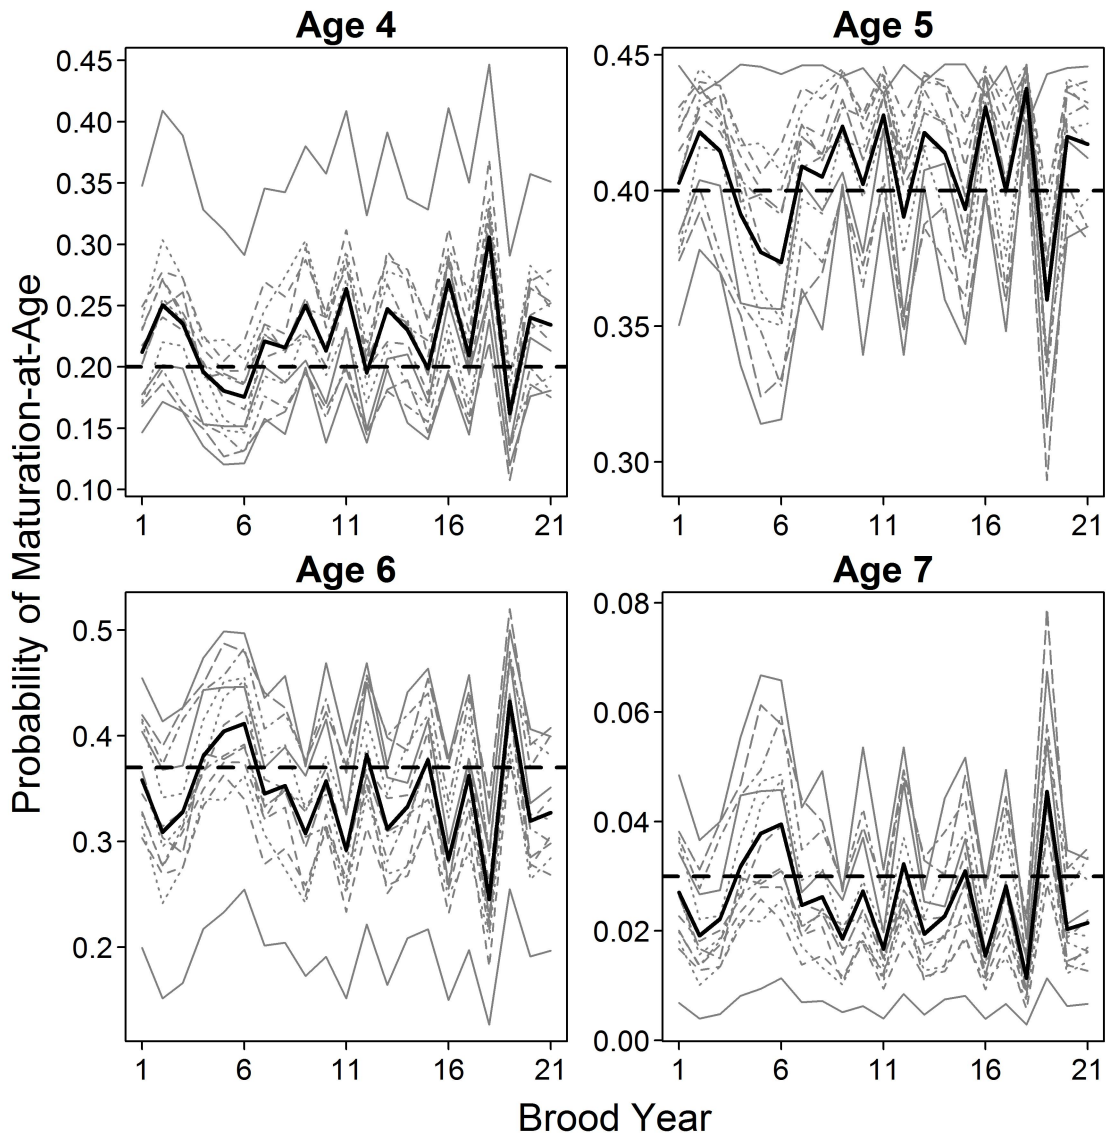 Age 4
Age 5
0.45
0.40
0.35
0.30
0.25
0.20
0.15
0.10
0.45
0.40
0.35
0.30
1 6 11 16 21
1 6 11 16 21
Probability of Maturation-at-Age
Age 6
Age 7
0.5
0.4
0.3
0.2
0.08
0.06
0.04
0.02
0.00
1 6 11 16 21
1 6 11 16 21
Brood Year